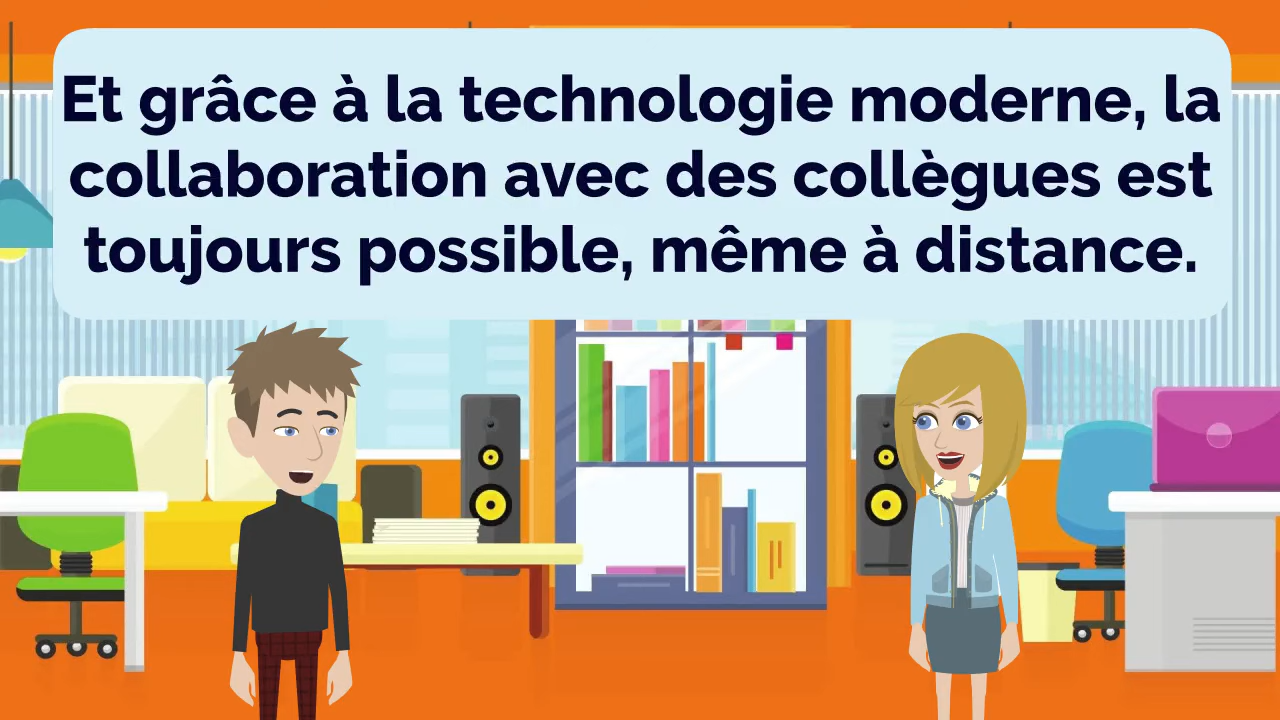 Et grâce à la technologie moderne, la
collaboration avec des collègues est
toujours possible, même à distance.